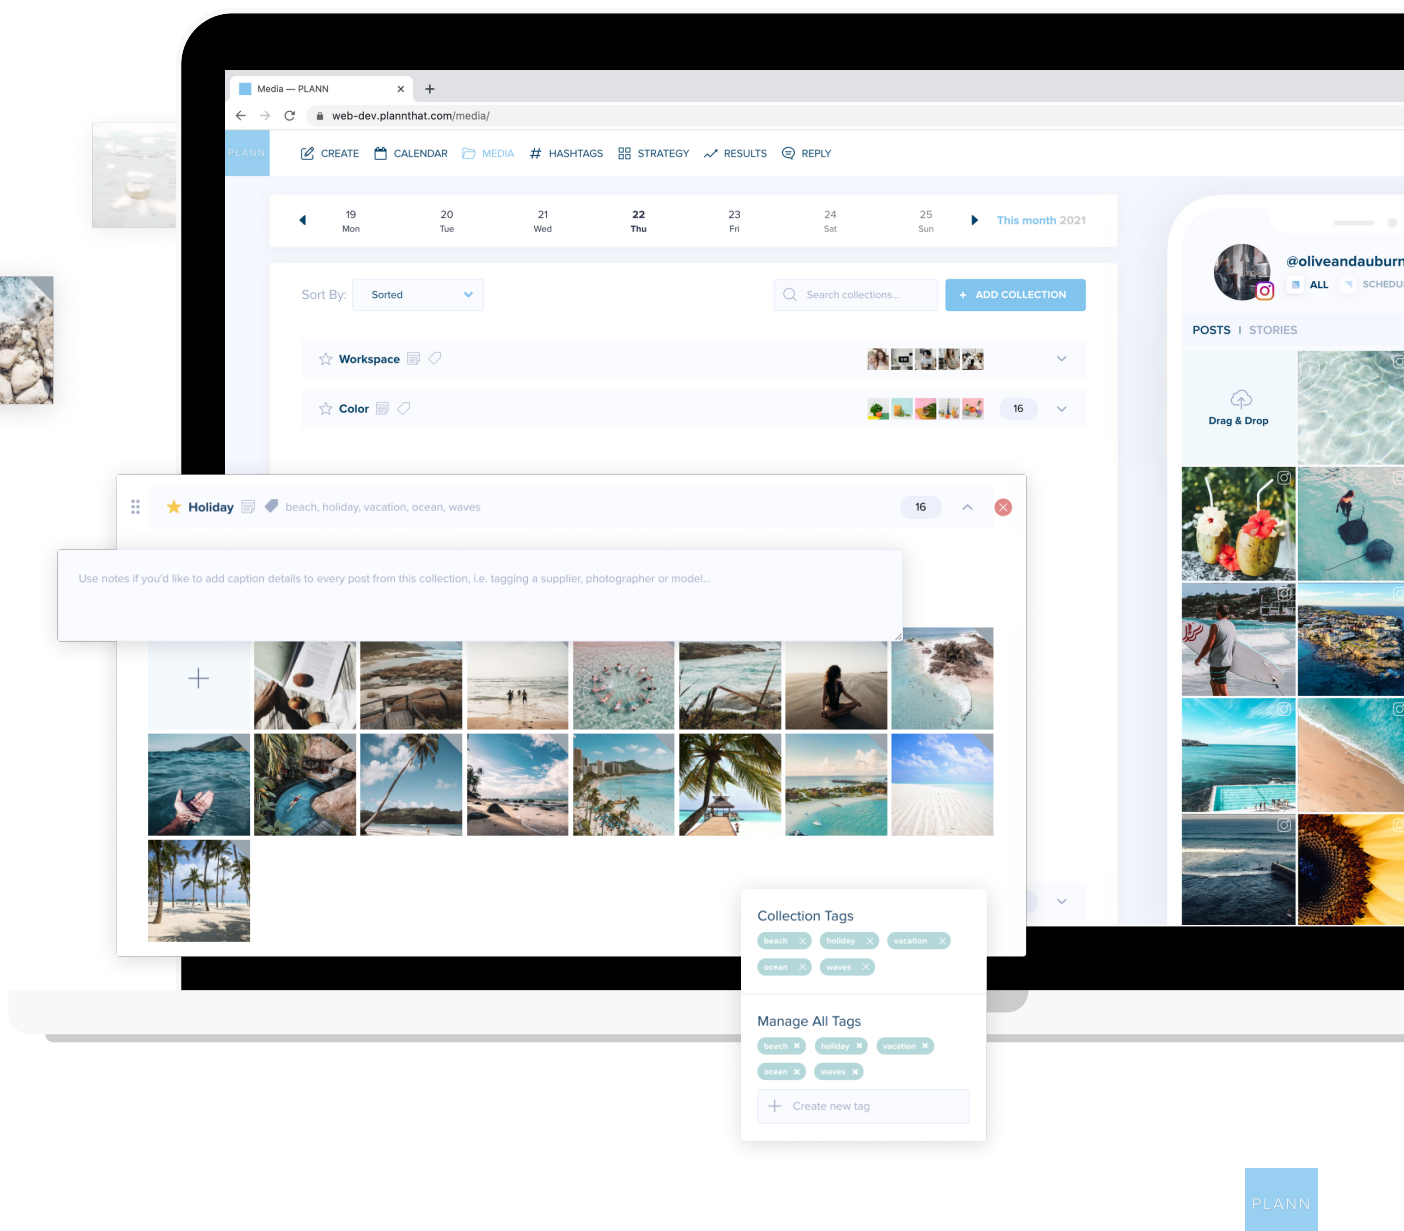 Media — PLANN
web-dev.plannthat.com/media/
PLANN
CREATE CALENDAR MEDIA # HASHTAGS STRATEGY RESULTS REPLY
19 20 21 22 23 24 25
Mon Tue Wed Thu Fri Sat Sun
This month 2021
@oliveandauburn
ALL SCHEDU
Sort By: Sorted
Search collections...
+ ADD COLLECTION
POSTS | STORIES
Workspace
Color
16
Drag & Drop
Holiday
beach, holiday, vacation, ocean, waves
16
Use notes if you'd like to add caption details to every post from this collection, i.e. tagging a supplier, photographer or model...
Collection Tags
beach holiday vacation
ocean waves
Manage All Tags
beach holiday vacation
ocean waves
Create new tag
PLANN